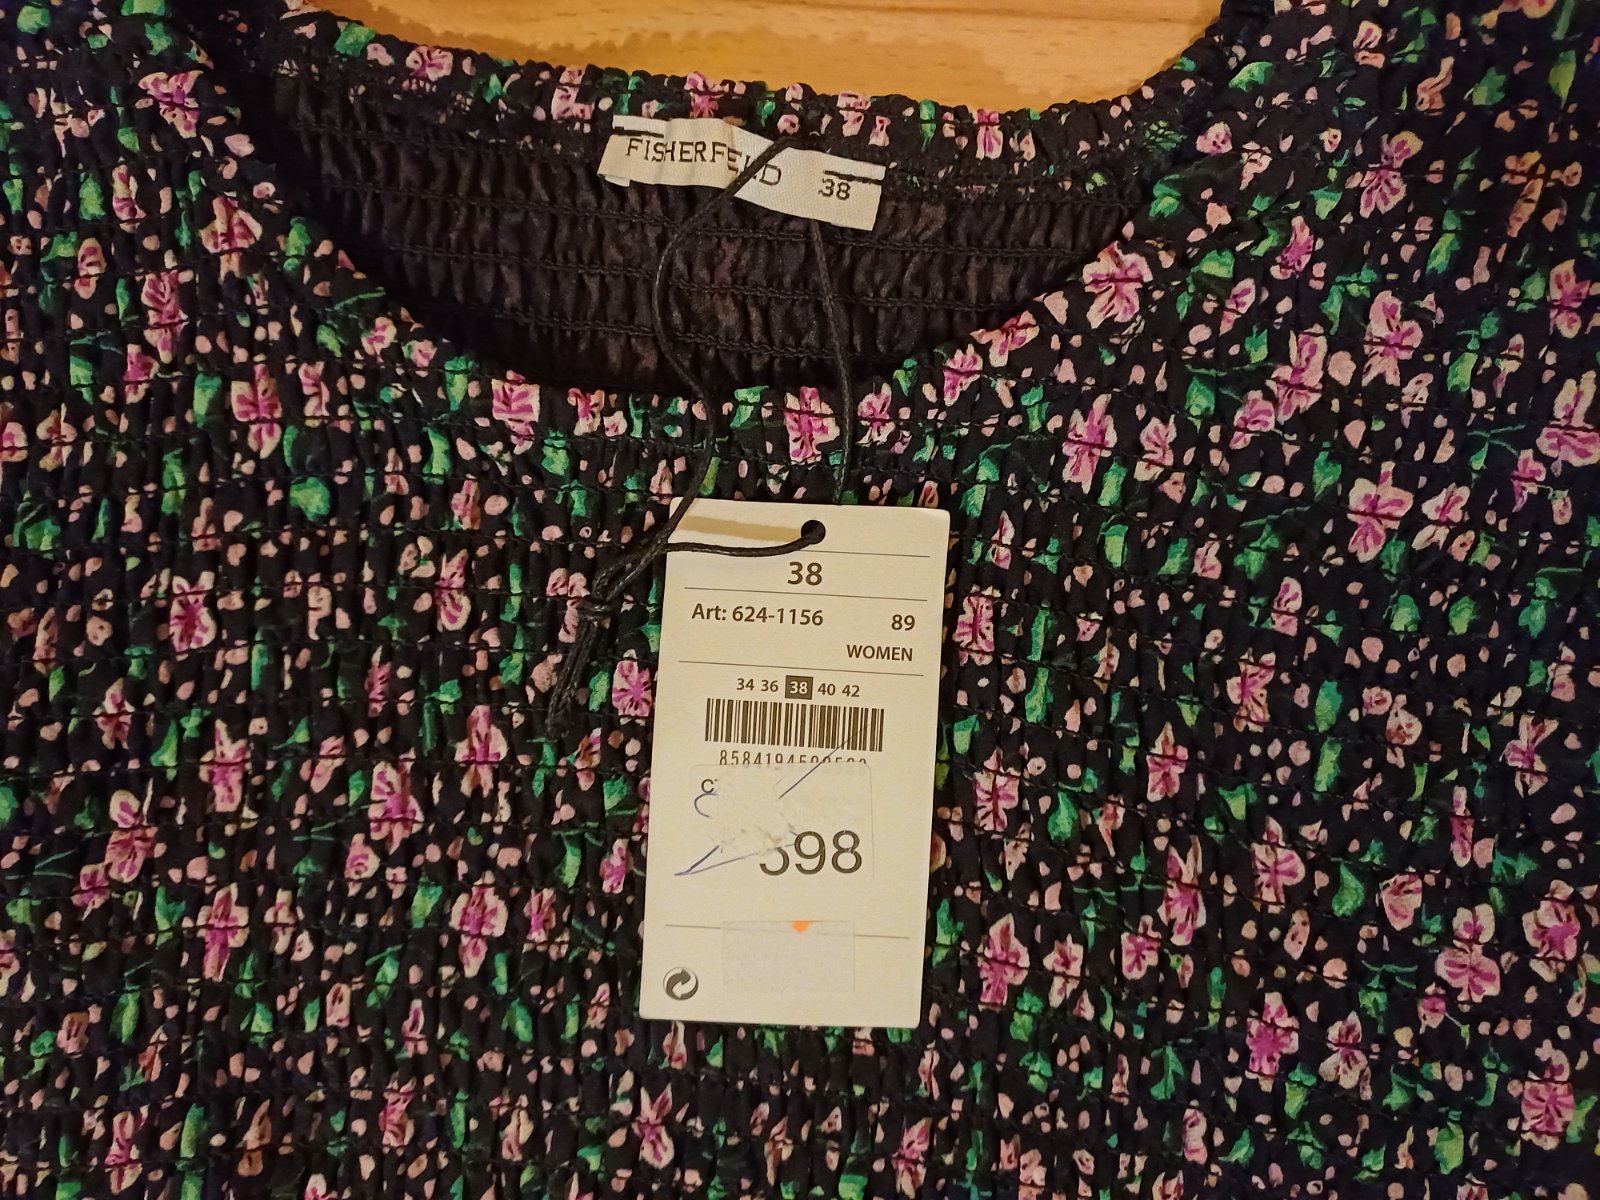 FISHERFELD 38
38
Art: 624-1156 89
WOMEN
34 36 38 40 42
598